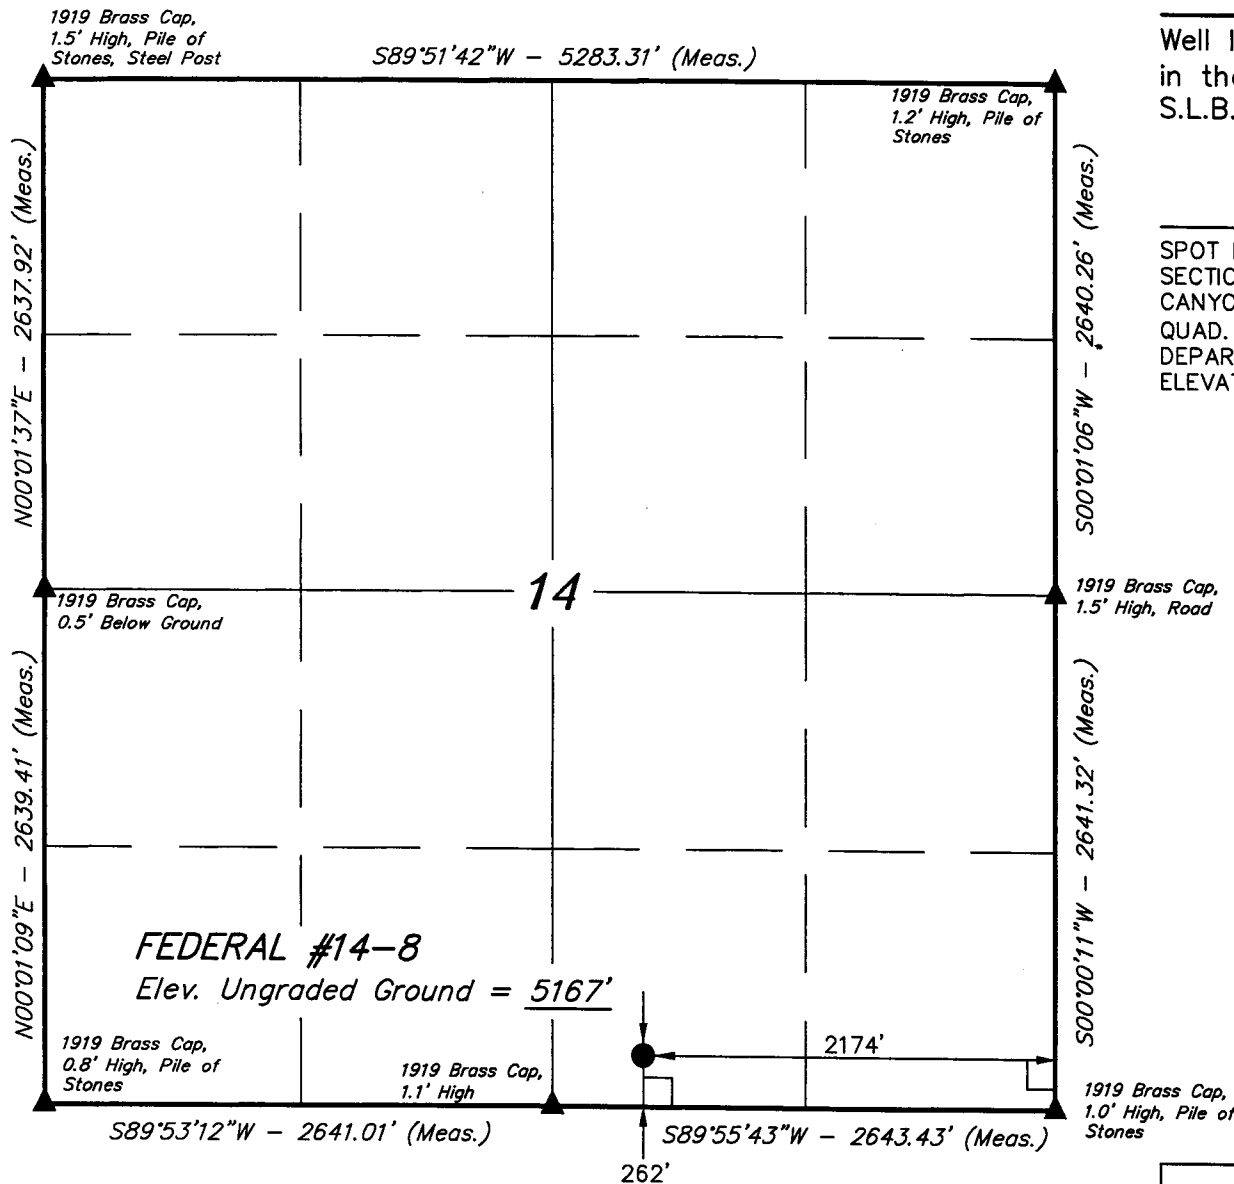 1919 Brass Cap,
1.5' High, Pile of
Stones, Steel Post
S89°51'42"W – 5283.31' (Meas.)
1919 Brass Cap,
1.2' High, Pile of
Stones
Well
in the
S.L.B.
N00°01'37"E – 2637.92' (Meas.)
S00°01'06"W – 2640.26' (Meas.)
SPOT
SECTIO
CANYO
QUAD.
DEPAR
ELEVAT
14
1919 Brass Cap,
0.5' Below Ground
1919 Brass Cap,
1.5' High, Road
N00°01'09"E – 2639.41' (Meas.)
S00°00'11"W – 2641.32' (Meas.)
FEDERAL #14–8
Elev. Ungraded Ground = 5167'
2174'
1919 Brass Cap,
0.8' High, Pile of
Stones
1919 Brass Cap,
1.1' High
1919 Brass Cap,
1.0' High, Pile of
Stones
S89°53'12"W – 2641.01' (Meas.)
S89°55'43"W – 2643.43' (Meas.)
262'